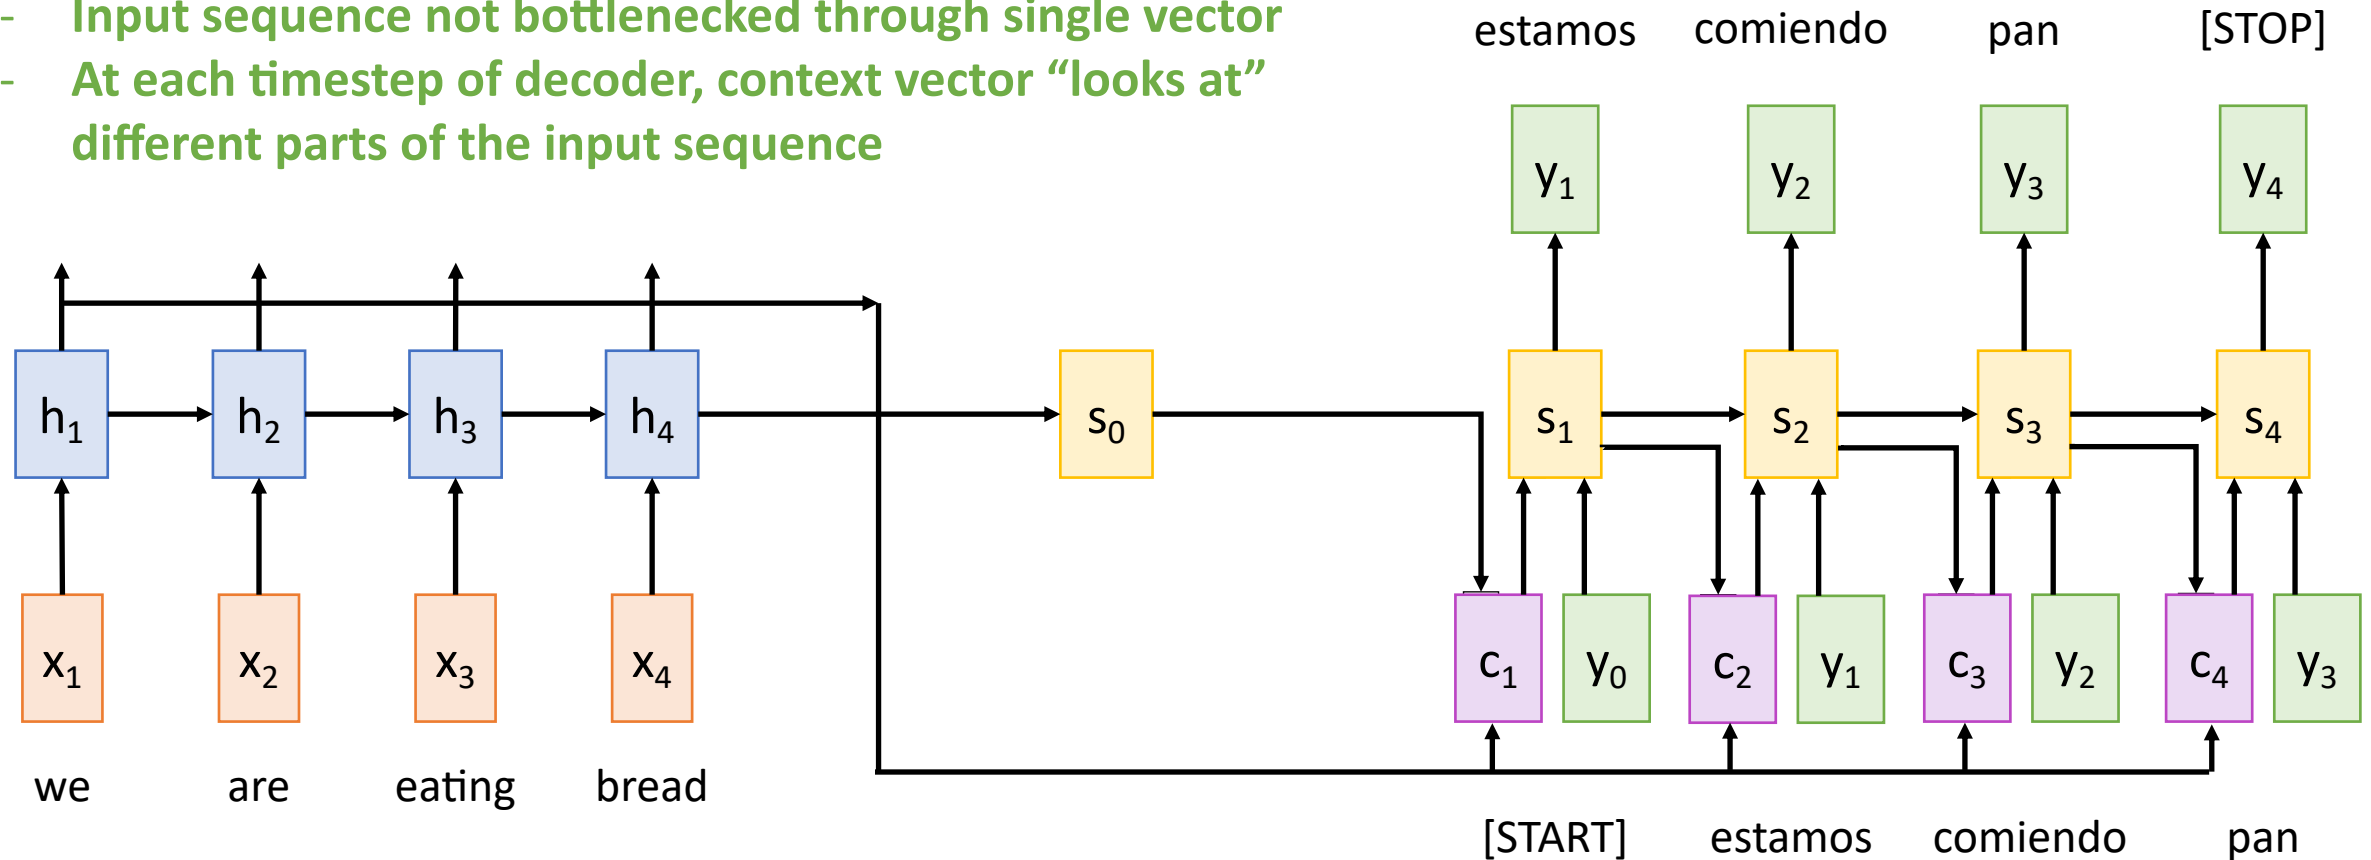 - Input sequence not bottlenecked through single vector
- At each timestep of decoder, context vector “looks at”
different parts of the input sequence
estamos comiendo pan [STOP]
y₁ y₂ y₃ y₄
h₁ h₂ h₃ h₄ s₀ s₁ s₂ s₃ s₄
x₁ x₂ x₃ x₄ c₁ y₀ c₂ y₁ c₃ y₂ c₄ y₃
we are eating bread
[START] estamos comiendo pan